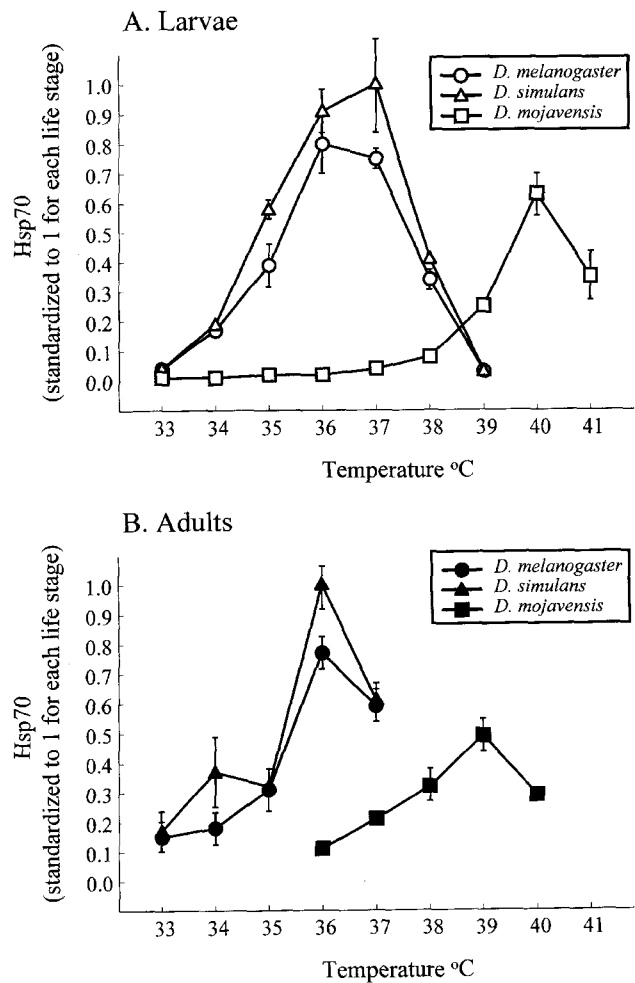 A. Larvae
D. melanogaster
D. simulans
D. mojavensis
Hsp70
(standardized to 1 for each life stage)
1.0
0.9
0.8
0.7
0.6
0.5
0.4
0.3
0.2
0.1
0.0
33 34 35 36 37 38 39 40 41
Temperature °C
B. Adults
D. melanogaster
D. simulans
D. mojavensis
Hsp70
(standardized to 1 for each life stage)
1.0
0.9
0.8
0.7
0.6
0.5
0.4
0.3
0.2
0.1
0.0
33 34 35 36 37 38 39 40 41
Temperature °C